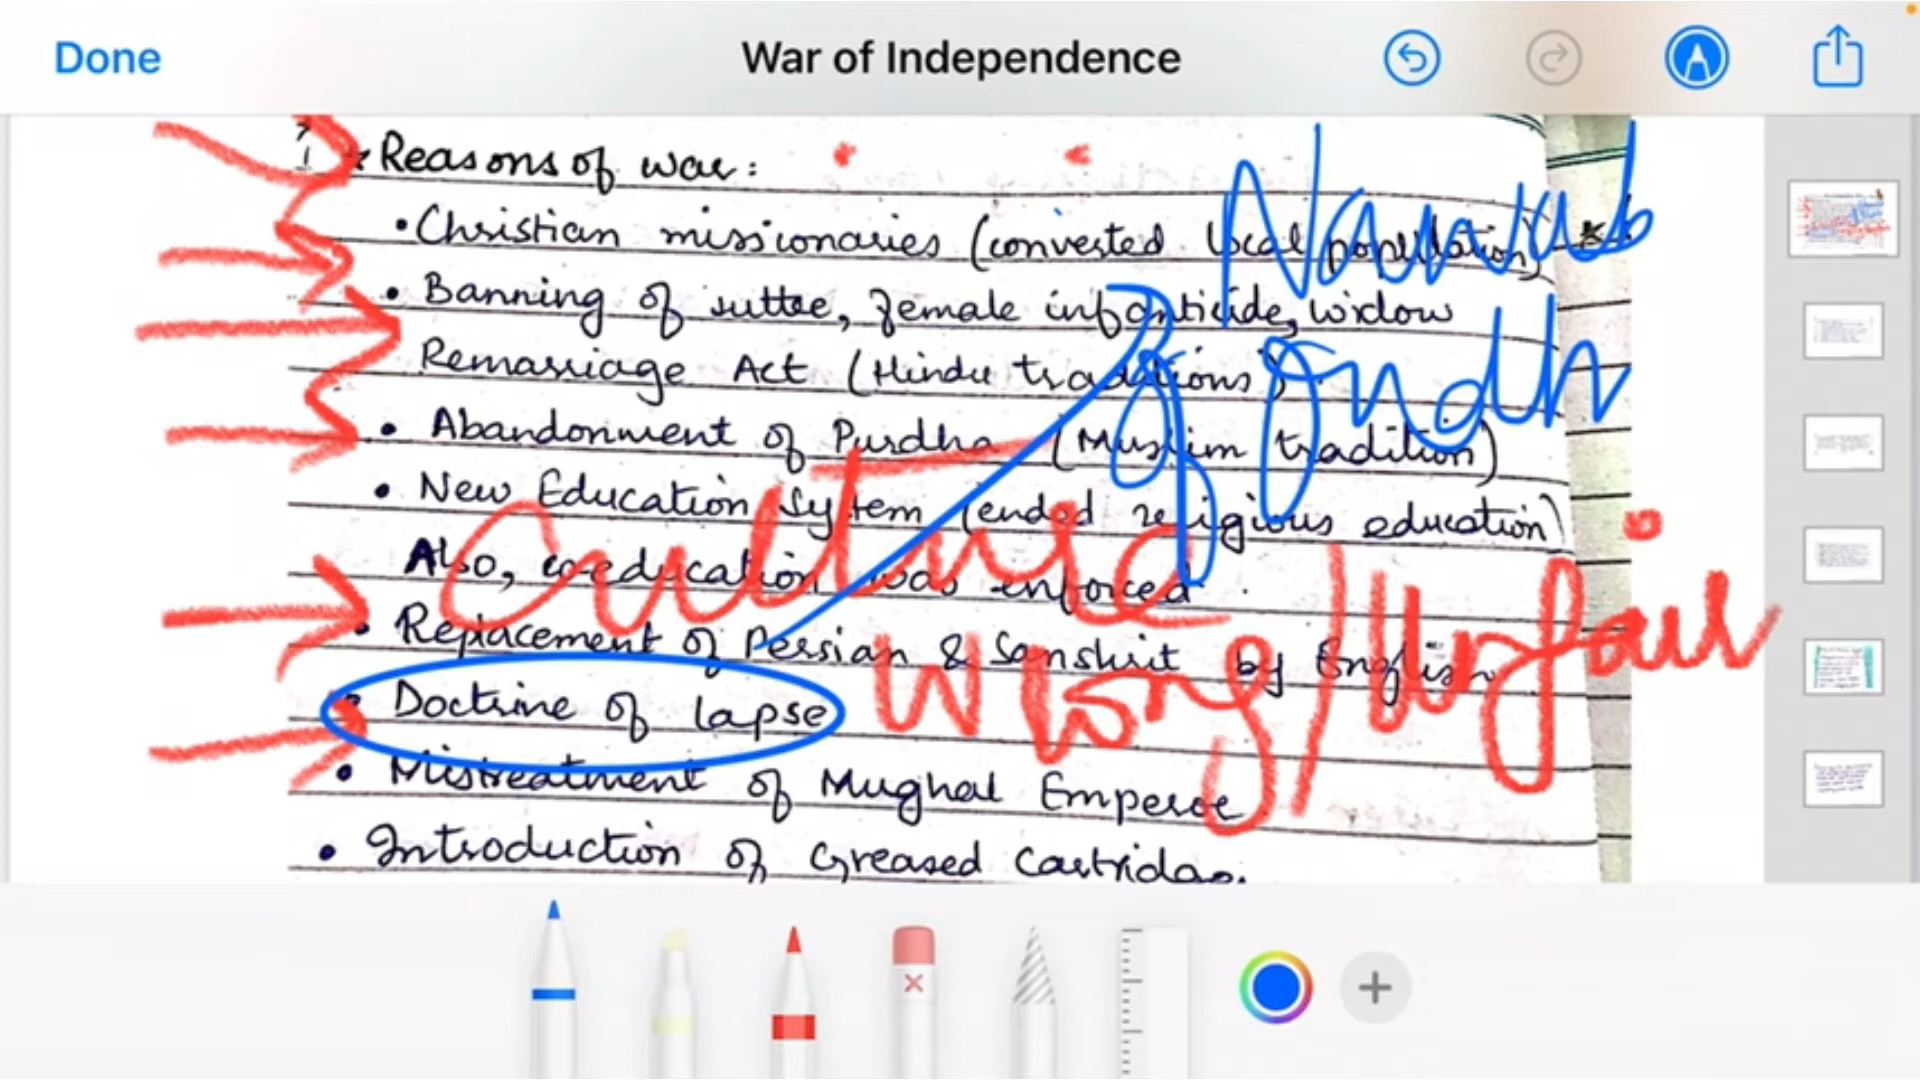 Done
War of Independence
* Reasons of war:
• Christian missionaries (converted local population)
• Banning of suttee, female infanticide, widow
Remarriage Act (Hindu traditions)
• Abandonment of Purdha (Muslim tradition)
• New Education System (ended religious education)
Also, co-education was enforced
• Replacement of Persian & Sanskrit by English
• Doctrine of lapse
• Mistreatment of Mughal Emperor
• Introduction of Greased
Nawab
of
Culture
Wrong/Unfair